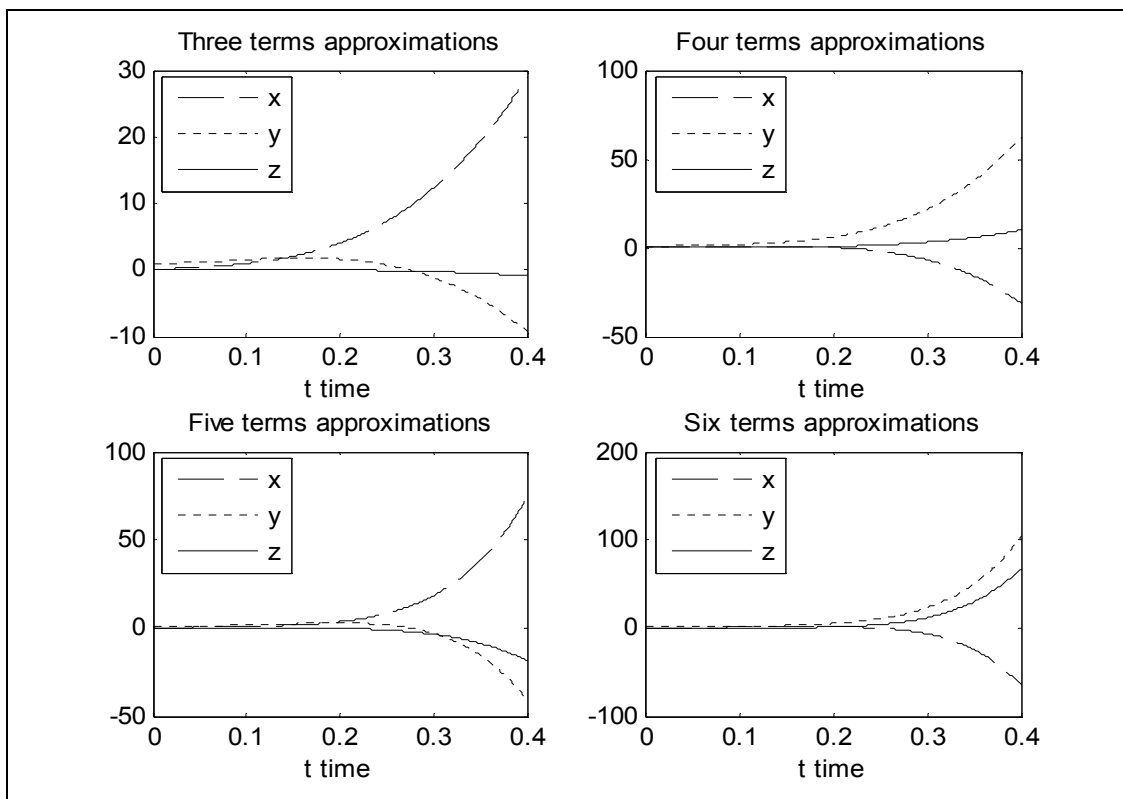 Three terms approximations
30
20
10
0
-10
x
y
z
0 0.1 0.2 0.3 0.4
t time
Four terms approximations
100
50
0
-50
x
y
z
0 0.1 0.2 0.3 0.4
t time
Five terms approximations
100
50
0
-50
x
y
z
0 0.1 0.2 0.3 0.4
t time
Six terms approximations
200
100
0
-100
x
y
z
0 0.1 0.2 0.3 0.4
t time